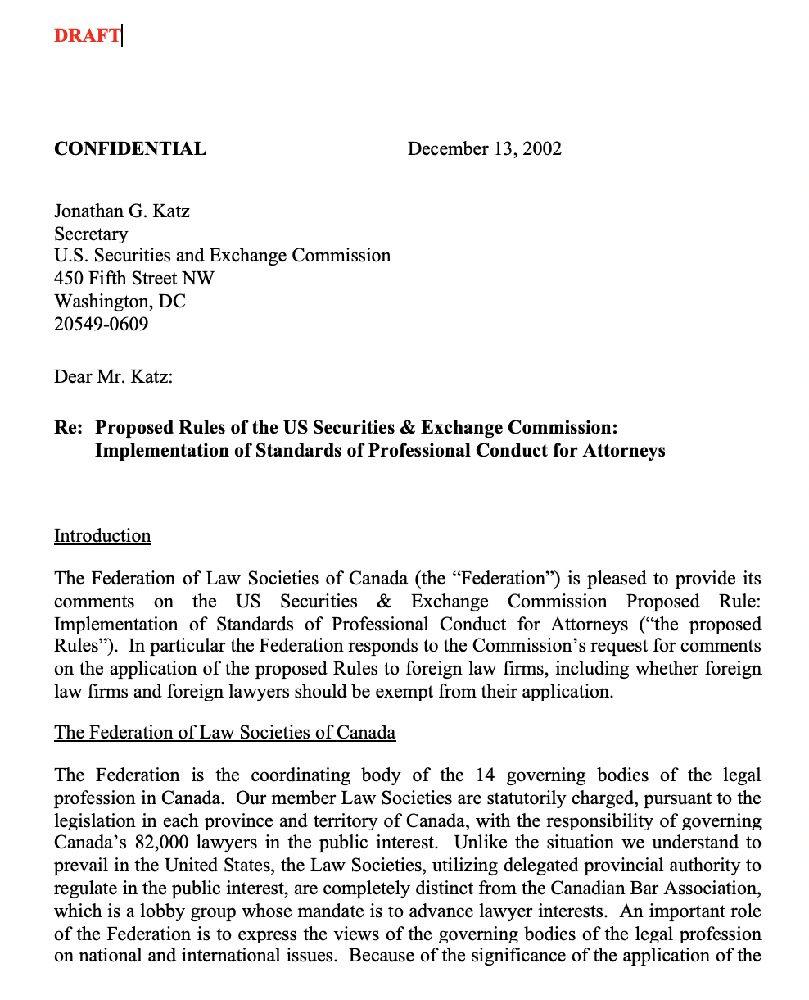 DRAFT
CONFIDENTIAL December 13, 2002
Jonathan G. Katz
Secretary
U.S. Securities and Exchange Commission
450 Fifth Street NW
Washington, DC
20549-0609
Dear Mr. Katz:
Re: Proposed Rules of the US Securities & Exchange Commission:
Implementation of Standards of Professional Conduct for Attorneys
Introduction
The Federation of Law Societies of Canada (the “Federation”) is pleased to provide its
comments on the US Securities & Exchange Commission Proposed Rule:
Implementation of Standards of Professional Conduct for Attorneys (“the proposed
Rules”). In particular the Federation responds to the Commission’s request for comments
on the application of the proposed Rules to foreign law firms, including whether foreign
law firms and foreign lawyers should be exempt from their application.
The Federation of Law Societies of Canada
The Federation is the coordinating body of the 14 governing bodies of the legal
profession in Canada. Our member Law Societies are statutorily charged, pursuant to the
legislation in each province and territory of Canada, with the responsibility of governing
Canada’s 82,000 lawyers in the public interest. Unlike the situation we understand to
prevail in the United States, the Law Societies, utilizing delegated provincial authority to
regulate in the public interest, are completely distinct from the Canadian Bar Association,
which is a lobby group whose mandate is to advance lawyer interests. An important role
of the Federation is to express the views of the governing bodies of the legal profession
on national and international issues. Because of the significance of the application of the